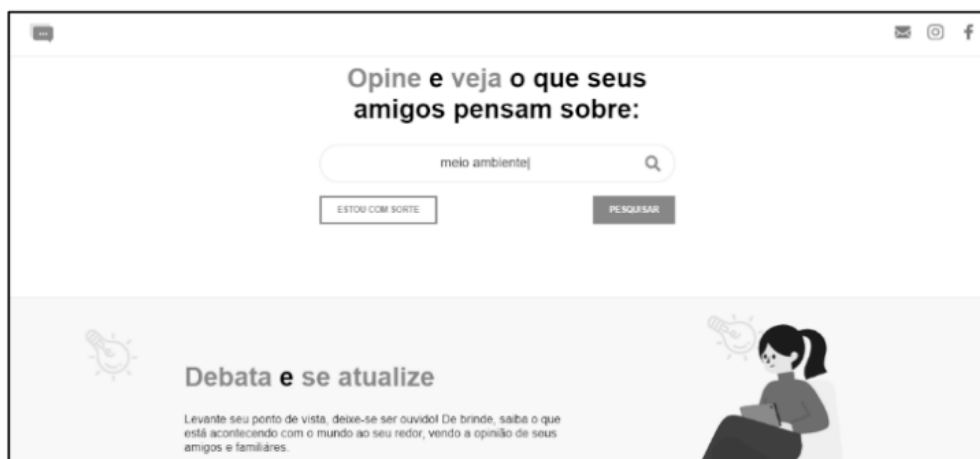 Opine e veja o que seus
amigos pensam sobre:
meio ambiente
ESTOU COM SORTE
PESQUISAR
Debata e se atualize
Levante seu ponto de vista, deixe-se ser ouvido! De brinde, saiba o que
está acontecendo com o mundo ao seu redor, vendo a opinião de seus
amigos e familiares.